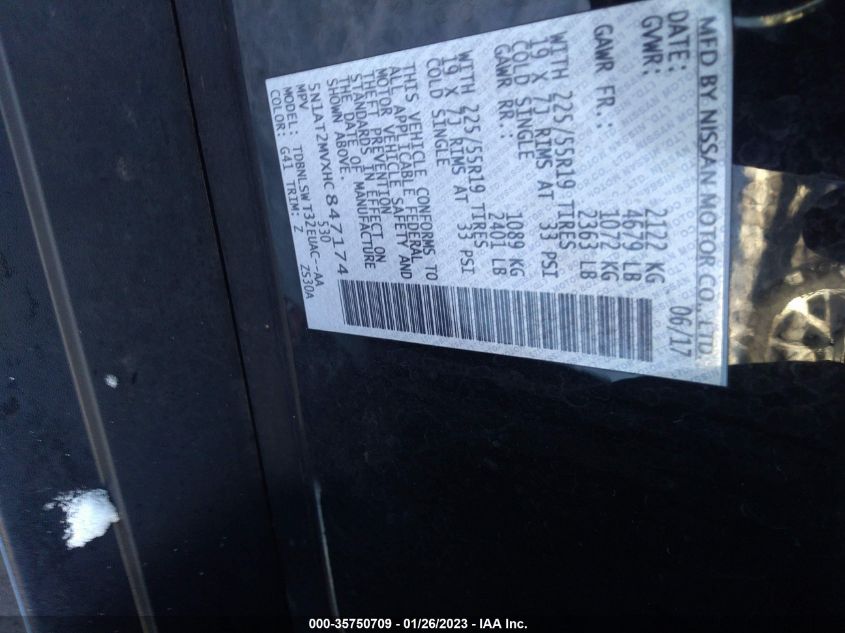 MFD BY NISSAN MOTOR CO., LTD.
DATE: 06/17
GVWR: 2122 KG
4679 LB
GAWR FR.: 1072 KG
2363 LB
WITH 225/55R19 TIRES
19 X 7J RIMS AT 33 PSI
COLD SINGLE
GAWR RR.: 1089 KG
2401 LB
WITH 225/55R19 TIRES
19 X 7J RIMS AT 33 PSI
COLD SINGLE
THIS VEHICLE CONFORMS TO
ALL APPLICABLE FEDERAL
MOTOR VEHICLE SAFETY AND
THEFT PREVENTION
STANDARDS IN EFFECT ON
THE DATE OF MANUFACTURE
SHOWN ABOVE.
5N1AT2MVXHC847174
MPV 530
MODEL: TDBNLSW T32EUAC--AA
COLOR: G41 TRIM: Z Z530A
000-35750709 - 01/26/2023 - IAA Inc.